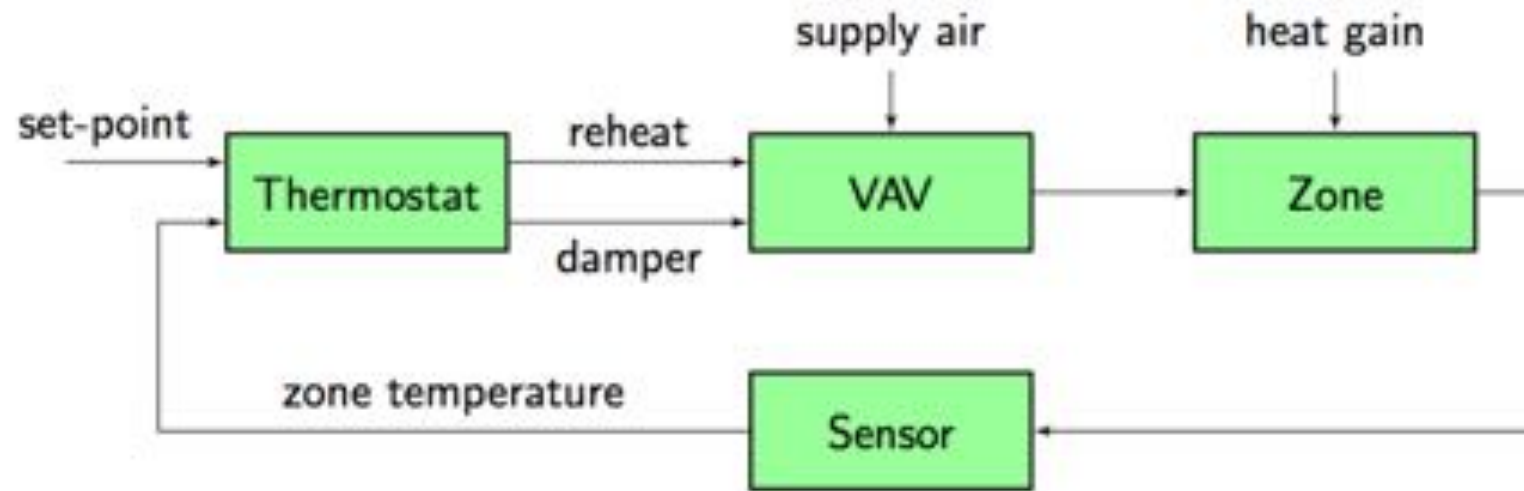 supply air
heat gain
set-point
reheat
Thermostat
VAV
Zone
damper
zone temperature
Sensor